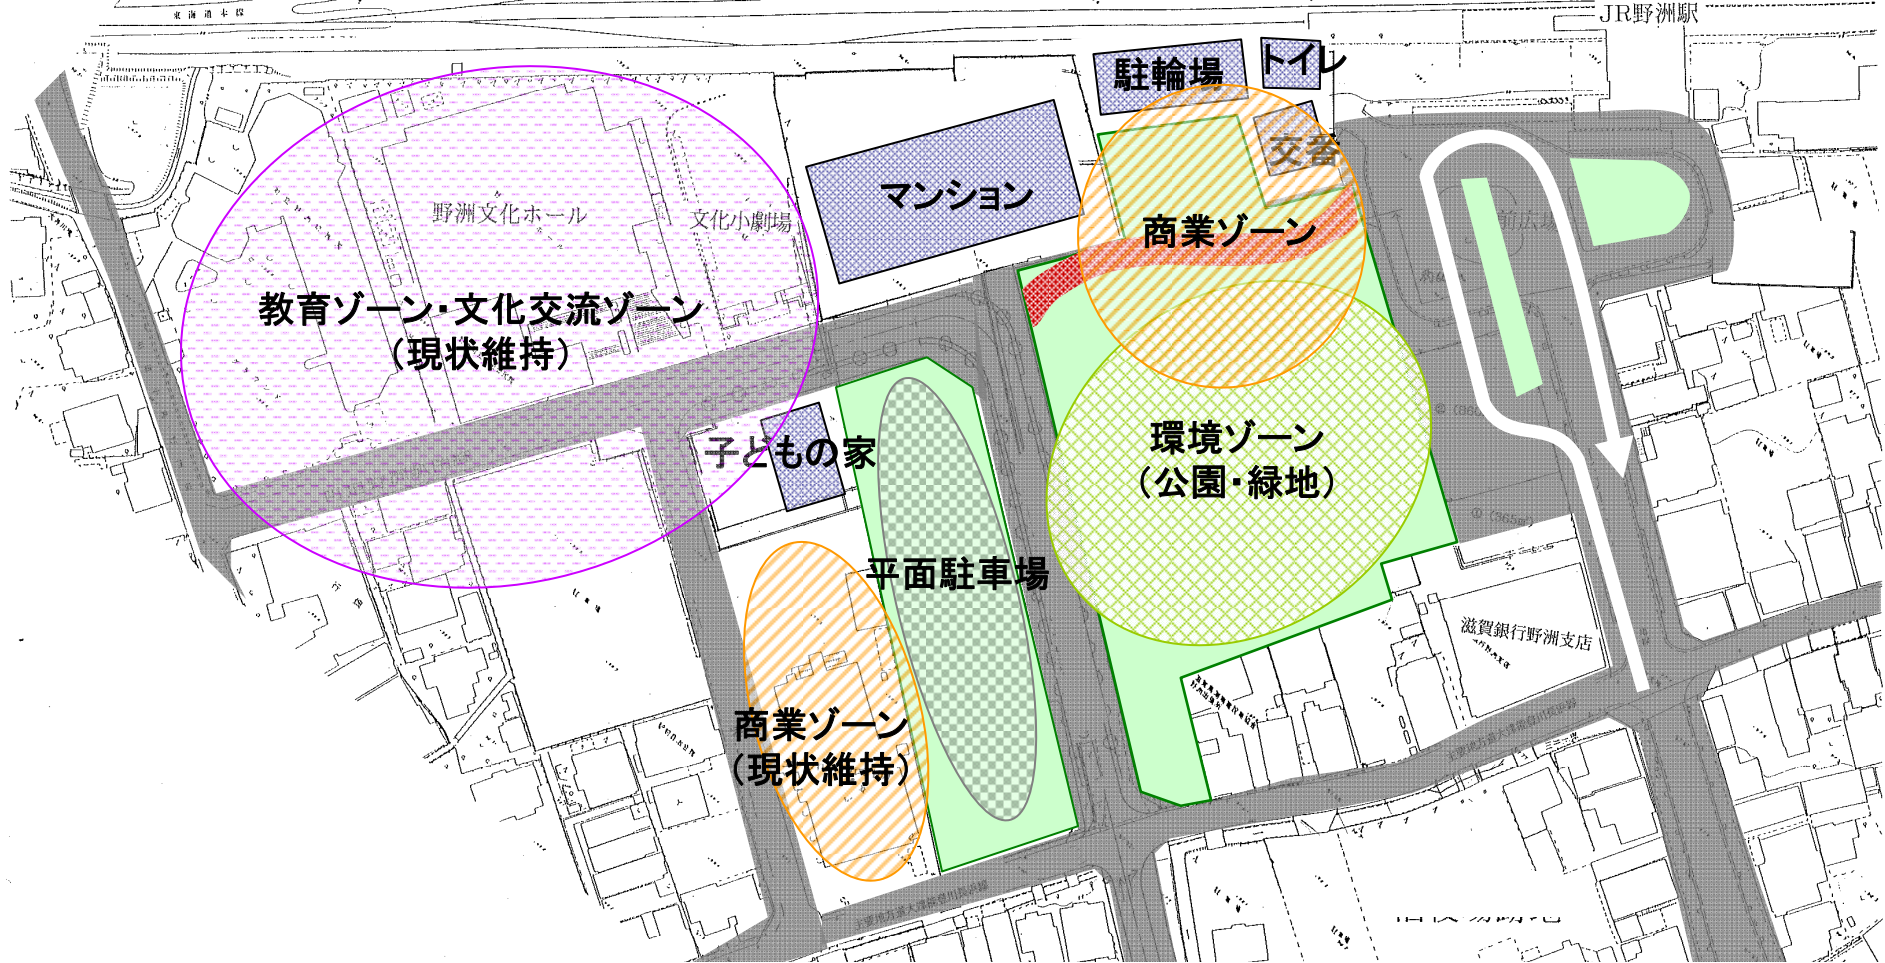 東海道本線
JR野洲駅
トイレ
駐輪場
交番
マンション
野洲文化ホール
文化小劇場
前広場
商業ゾーン
教育ゾーン・文化交流ゾーン
（現状維持）
子どもの家
環境ゾーン
（公園・緑地）
① (365㎡)
平面駐車場
滋賀銀行野洲支店
商業ゾーン
（現状維持）